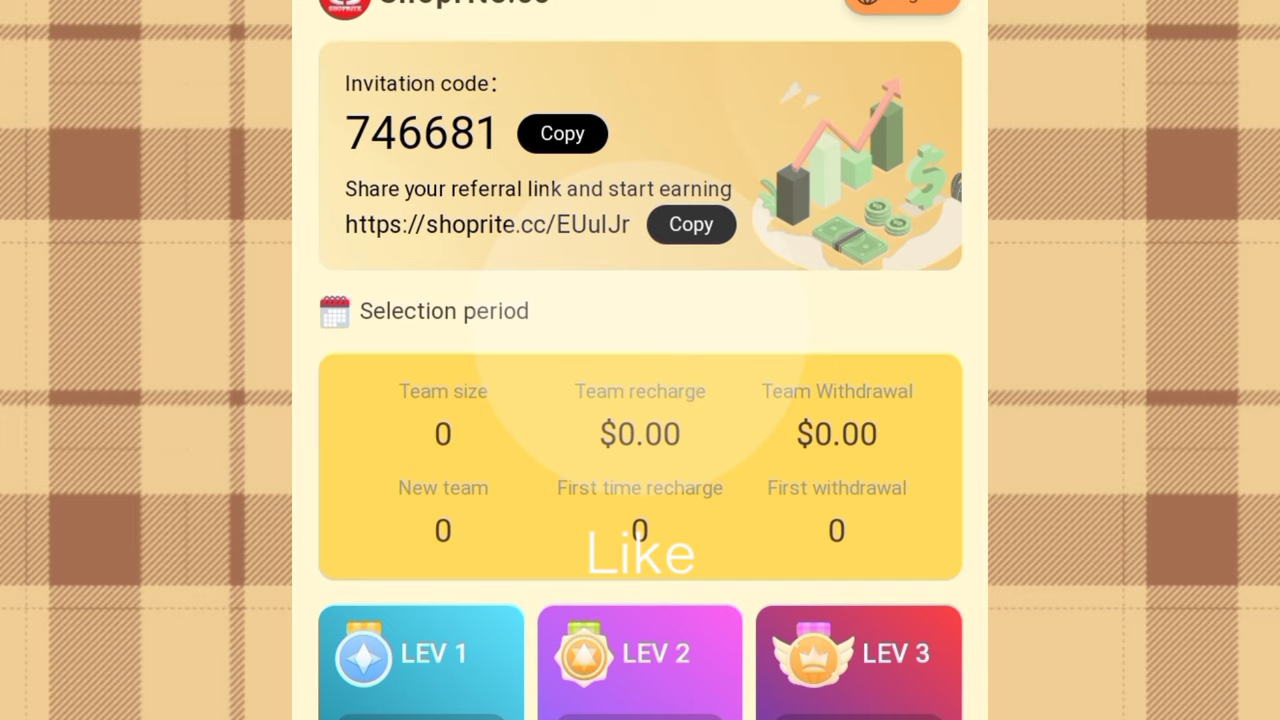 SHOPRITE
Invitation code:
746681 Copy
Share your referral link and start earning
https://shoprite.cc/EUuIJr Copy
Selection period
Team size Team recharge Team Withdrawal
0 $0.00 $0.00
New team First time recharge First withdrawal
0 0 0
Like
LEV 1 LEV 2 LEV 3